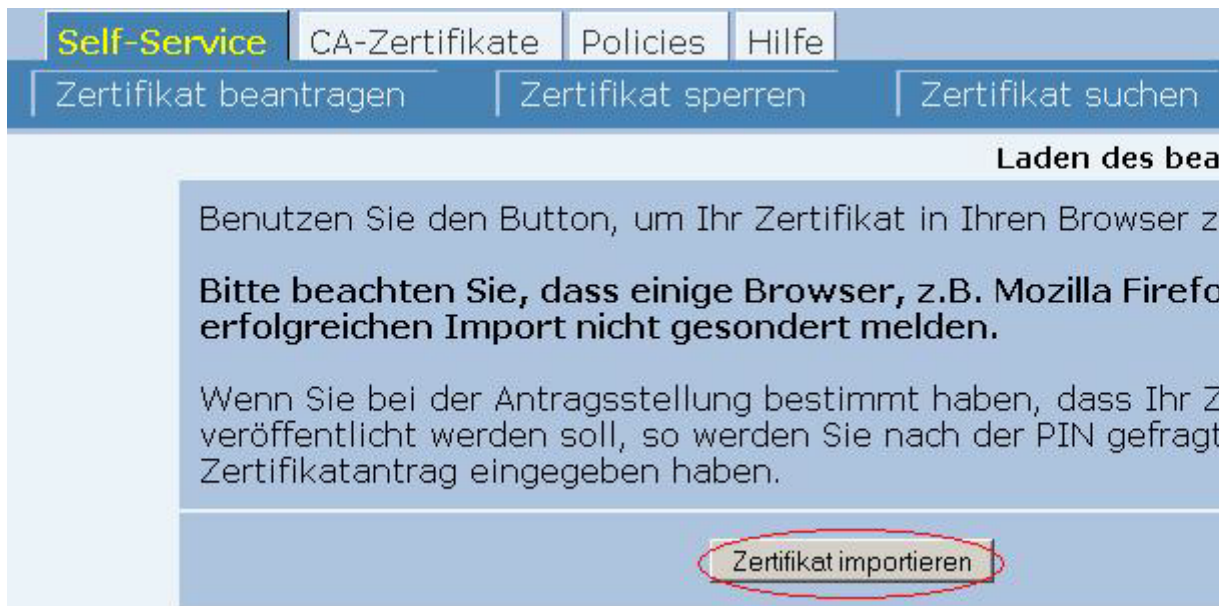 Self-Service CA-Zertifikate Policies Hilfe
Zertifikat beantragen Zertifikat sperren Zertifikat suchen
Laden des bea
Benutzen Sie den Button, um Ihr Zertifikat in Ihren Browser z
Bitte beachten Sie, dass einige Browser, z.B. Mozilla Firefo
erfolgreichen Import nicht gesondert melden.
Wenn Sie bei der Antragsstellung bestimmt haben, dass Ihr Z
veröffentlicht werden soll, so werden Sie nach der PIN gefragt
Zertifikatantrag eingegeben haben.
Zertifikat importieren